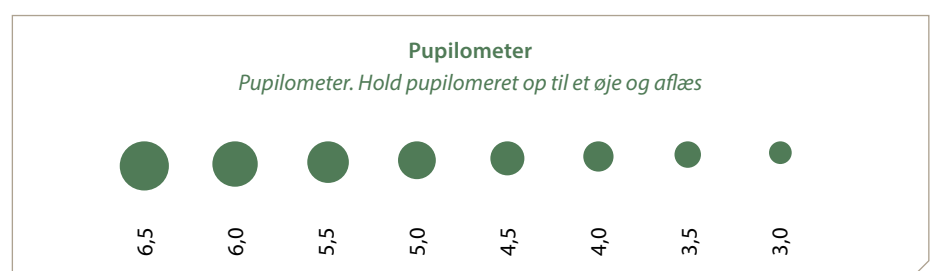 Pupilometer
Pupilometer. Hold pupilomeret op til et øje og aflæs
6,5 6,0 5,5 5,0 4,5 4,0 3,5 3,0